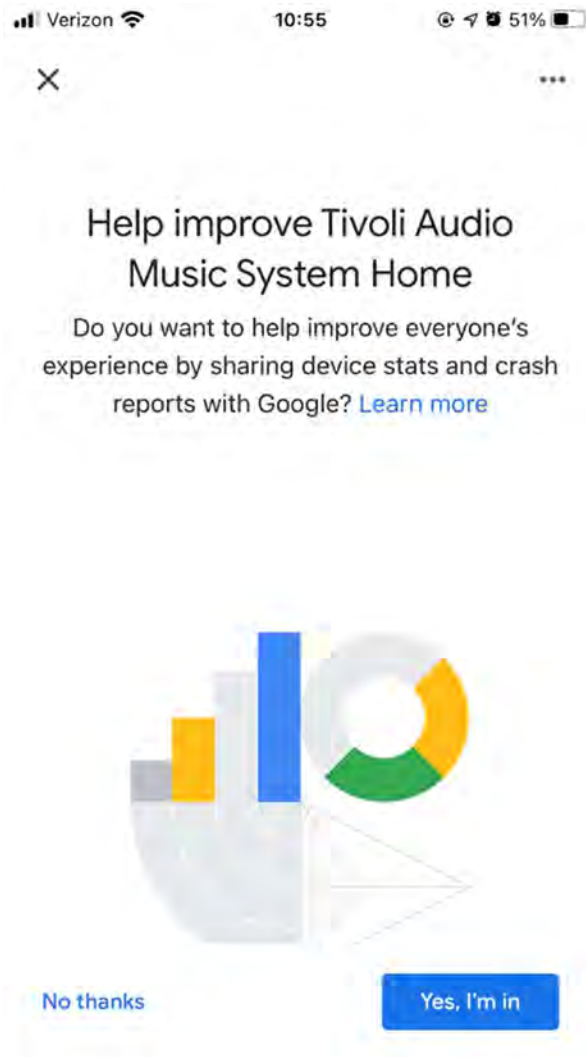 Verizon 10:55 51%
Help improve Tivoli Audio
Music System Home
Do you want to help improve everyone's
experience by sharing device stats and crash
reports with Google? Learn more
No thanks Yes, I'm in